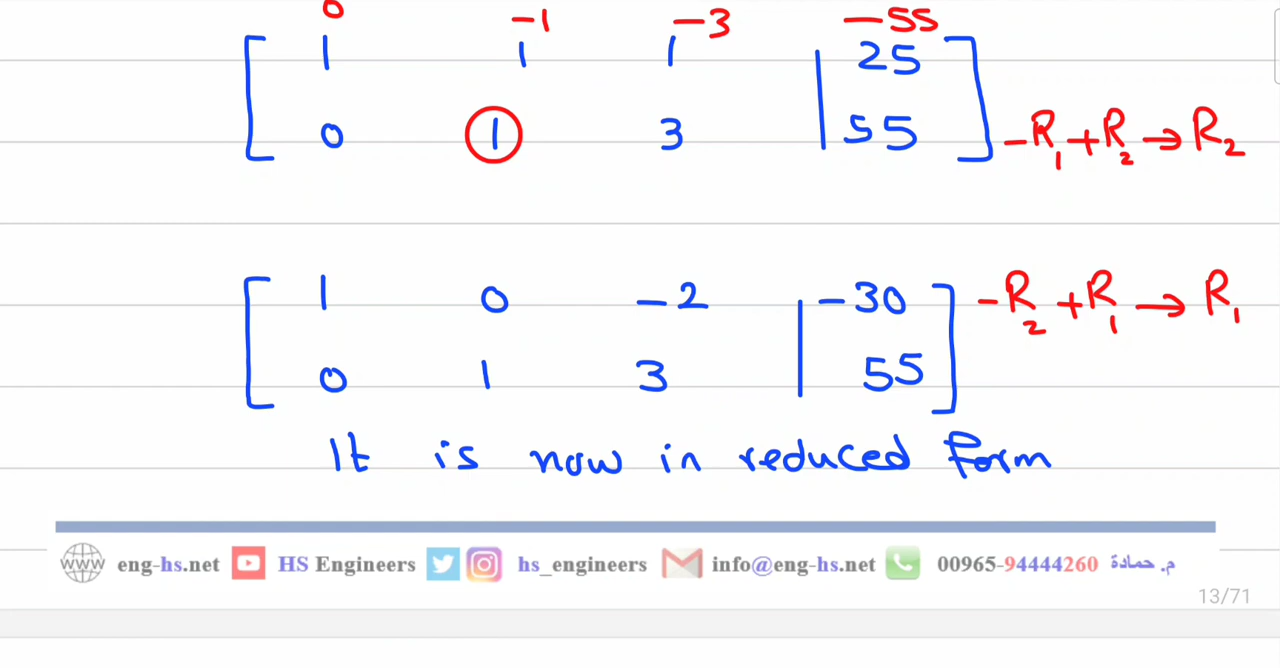 0 -1 -3 -55
1 1 1 | 25
0 1 3 | 55 -R1+R2→R2
1 0 -2 | -30 -R2+R1→R1
0 1 3 | 55
It is now in reduced form
www eng-hs.net HS Engineers hs_engineers info@eng-hs.net 00965-94444260 م. حمادة
13/71